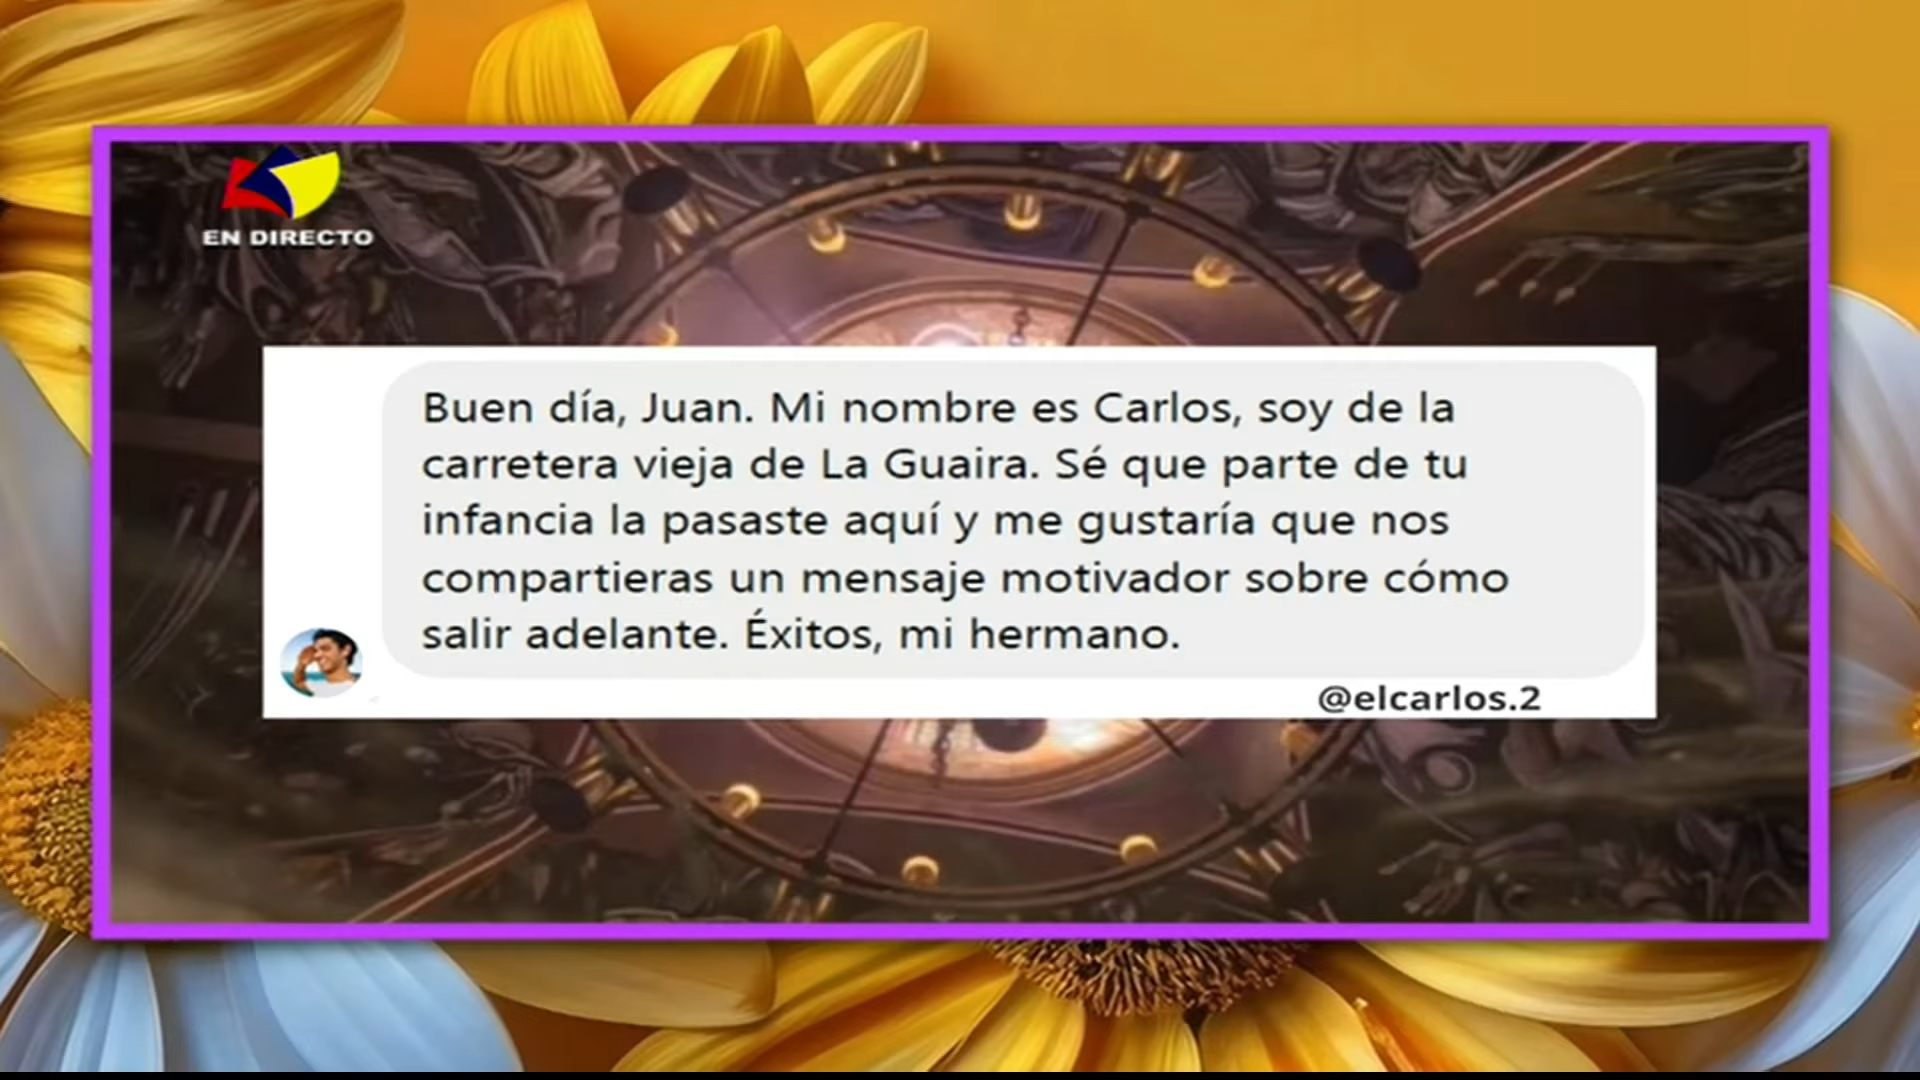 EN DIRECTO
Buen día, Juan. Mi nombre es Carlos, soy de la
carretera vieja de La Guaira. Sé que parte de tu
infancia la pasaste aquí y me gustaría que nos
compartieras un mensaje motivador sobre cómo
salir adelante. Éxitos, mi hermano.
@elcarlos.2